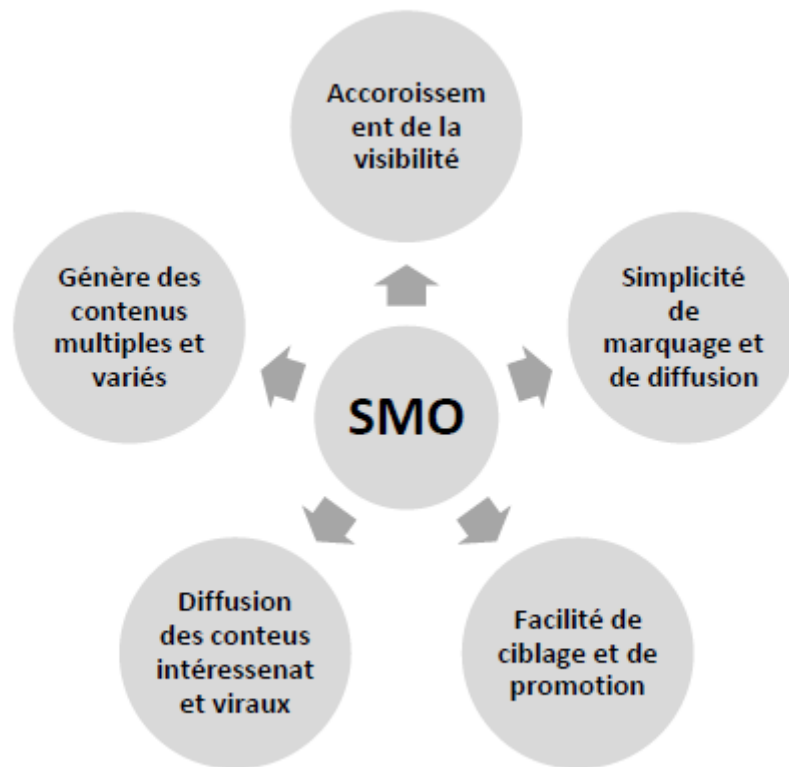 Accoroissem
ent de la
visibilité
Génère des
contenus
multiples et
variés
Simplicité
de
marquage et
de diffusion
SMO
Diffusion
des conteus
intéressenat
et viraux
Facilité de
ciblage et de
promotion